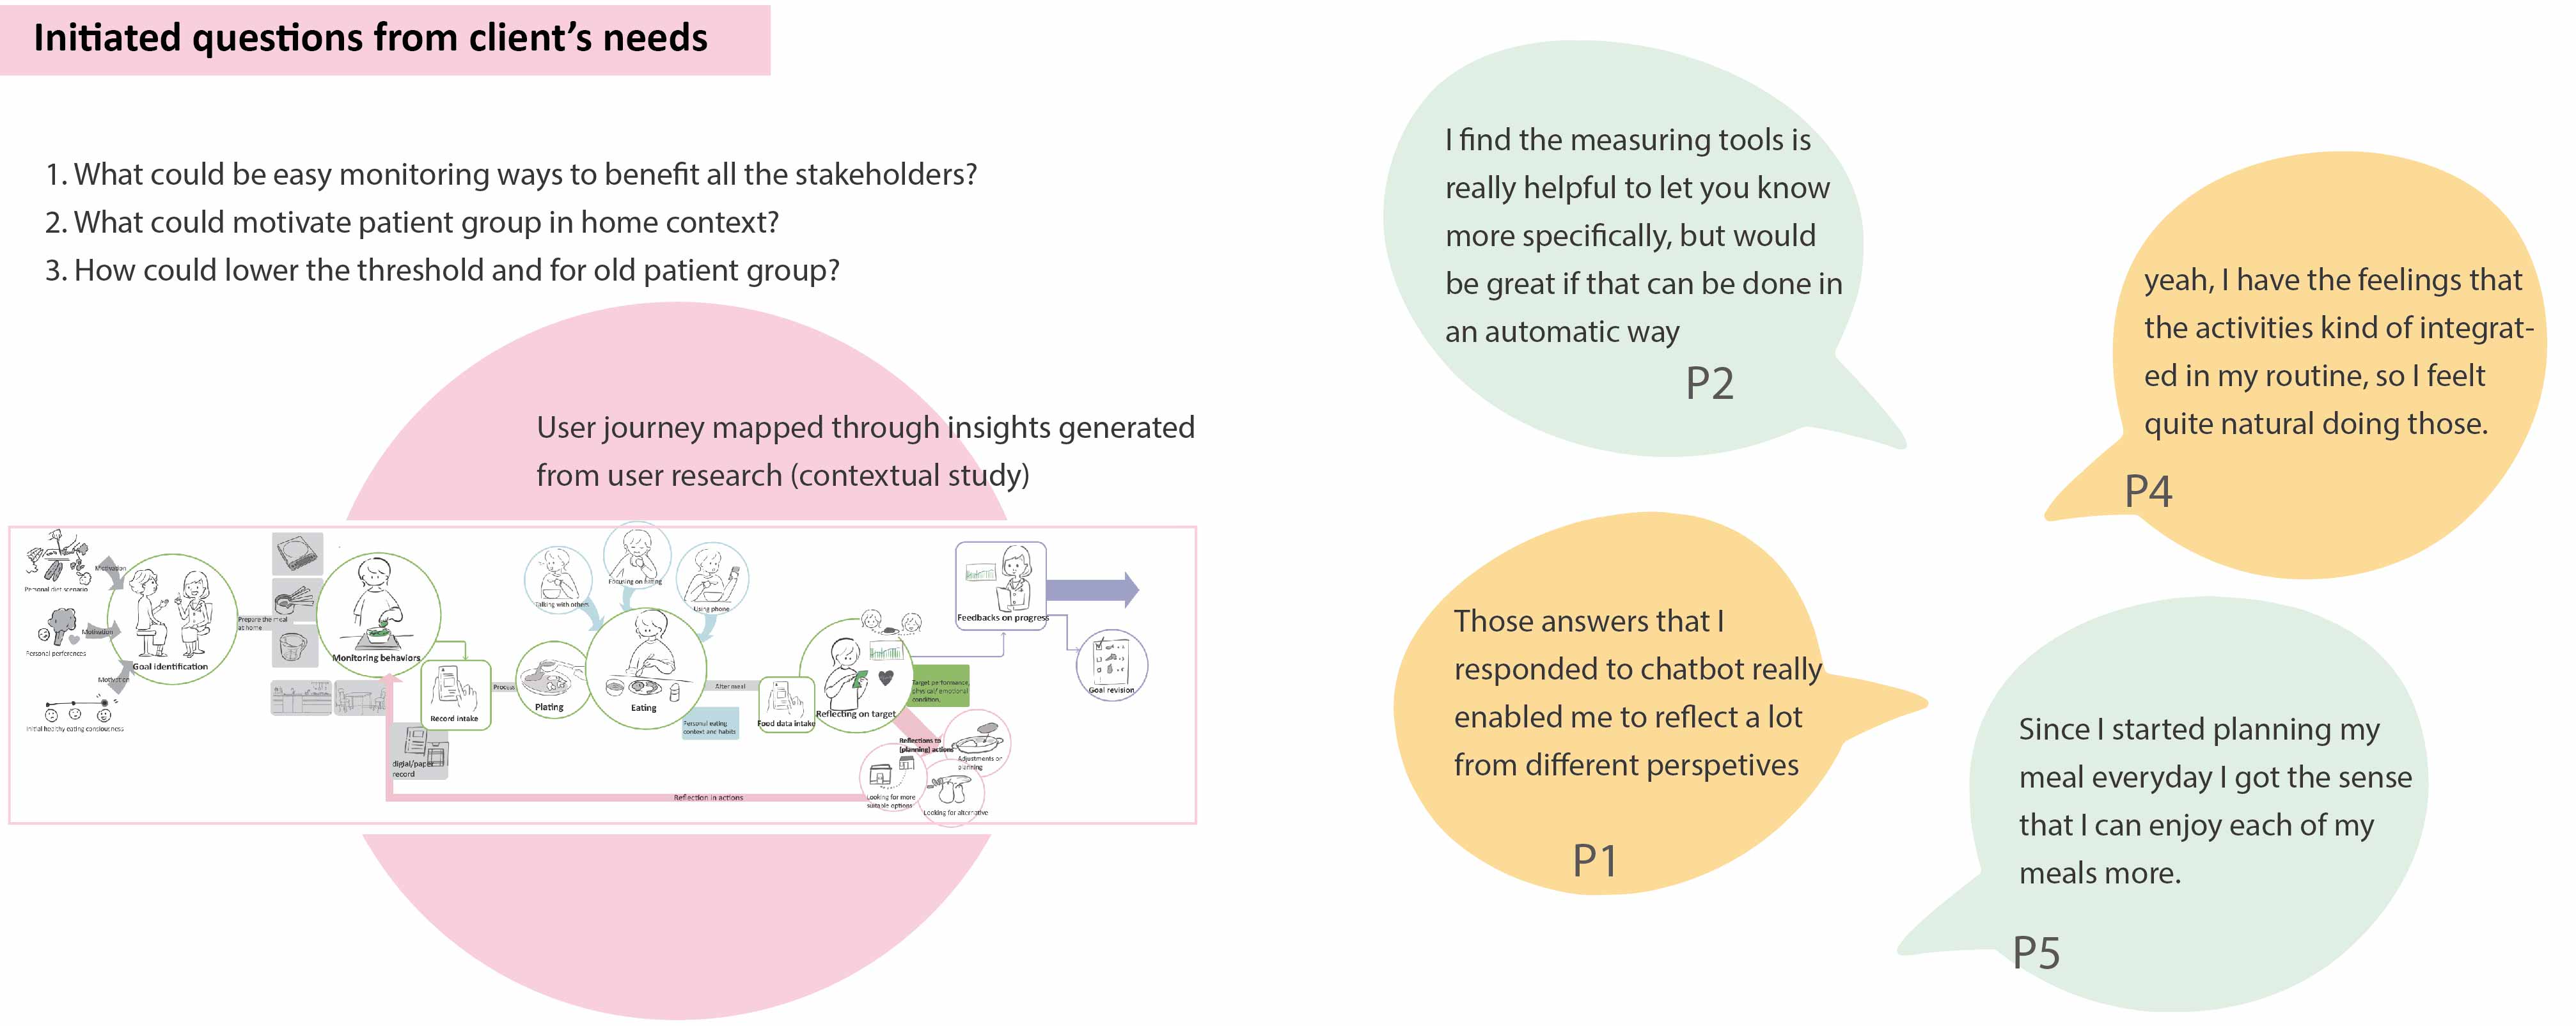 Initiated questions from client's needs
1. What could be easy monitoring ways to benefit all the stakeholders?
2. What could motivate patient group in home context?
3. How could lower the threshold and for old patient group?
User journey mapped through insights generated
from user research (contextual study)
Personal diet scenario
Motivation
Personal perferences
Motivation
Motivation
Initial healthy eating consciousness
Goal identification
Prepare the meal
at home
Monitoring behaviors
Record intake
digial/paper
record
Process
Plating
Talking with others
Focusing on eating
Using phone
Eating
Personal eating
context and habits
After meal
Food data intake
Reflecting on target
Target performance,
physical/ emotional
condition.
Feedbacks on progress
Goal revision
Reflections to
(planning) actions
Adjustments or
planning
Looking for more
suitable options
Looking for alternative
Reflection in actions
I find the measuring tools is
really helpful to let you know
more specifically, but would
be great if that can be done in
an automatic way
P2
yeah, I have the feelings that
the activities kind of integrat-
ed in my routine, so I feelt
quite natural doing those.
P4
Those answers that I
responded to chatbot really
enabled me to reflect a lot
from different perspetives
P1
Since I started planning my
meal everyday I got the sense
that I can enjoy each of my
meals more.
P5